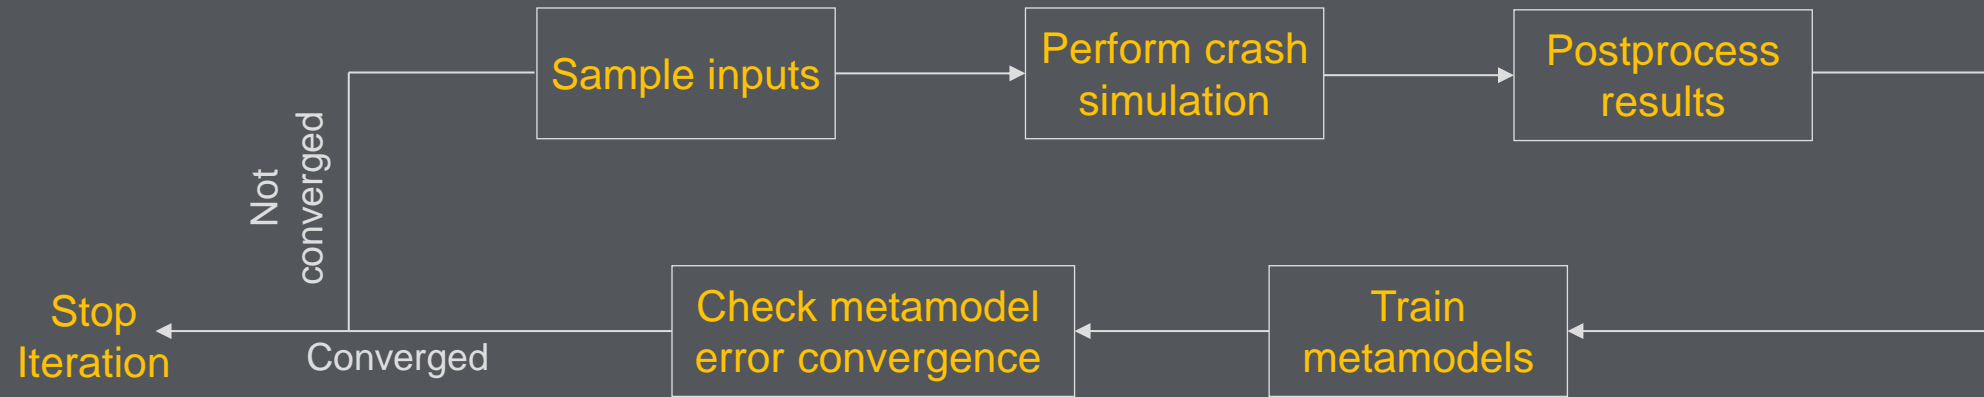 Sample inputs
Perform crash
simulation
Postprocess
results
Not
converged
Stop
Iteration
Converged
Check metamodel
error convergence
Train
metamodels